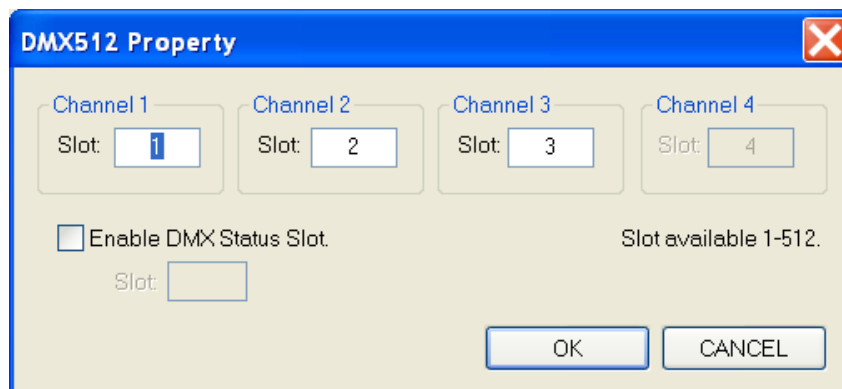 DMX512 Property
Channel 1 Channel 2 Channel 3 Channel 4
Slot: 1 Slot: 2 Slot: 3 Slot: 4
Enable DMX Status Slot. Slot available 1-512.
Slot:
OK CANCEL